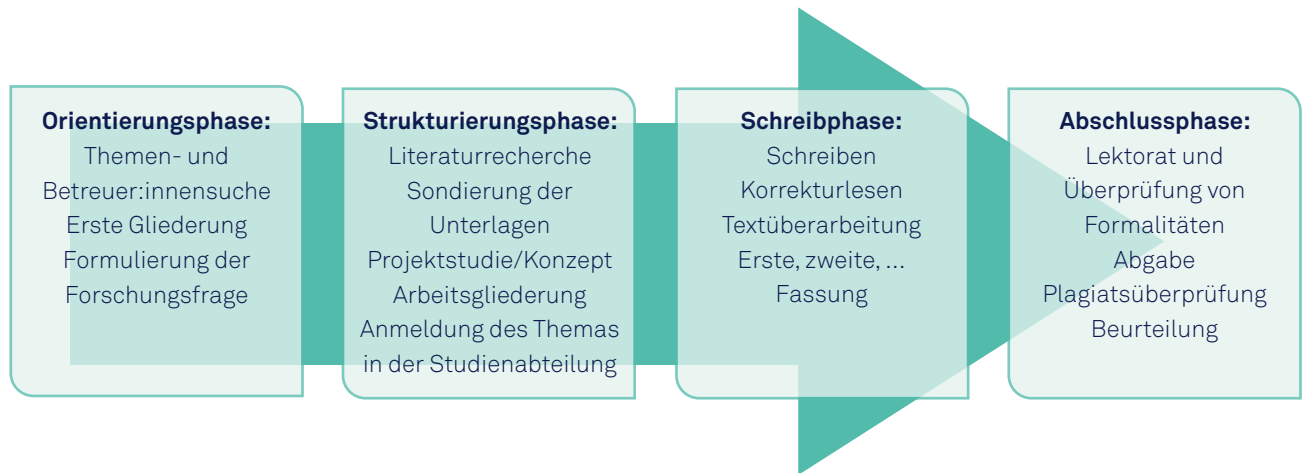 Orientierungsphase:
Themen- und
Betreuer:innensuche
Erste Gliederung
Formulierung der
Forschungsfrage
Strukturierungsphase:
Literaturrecherche
Sondierung der
Unterlagen
Projektstudie/Konzept
Arbeitsgliederung
Anmeldung des Themas
in der Studienabteilung
Schreibphase:
Schreiben
Korrekturlesen
Textüberarbeitung
Erste, zweite, ...
Fassung
Abschlussphase:
Lektorat und
Überprüfung von
Formalitäten
Abgabe
Plagiatsüberprüfung
Beurteilung